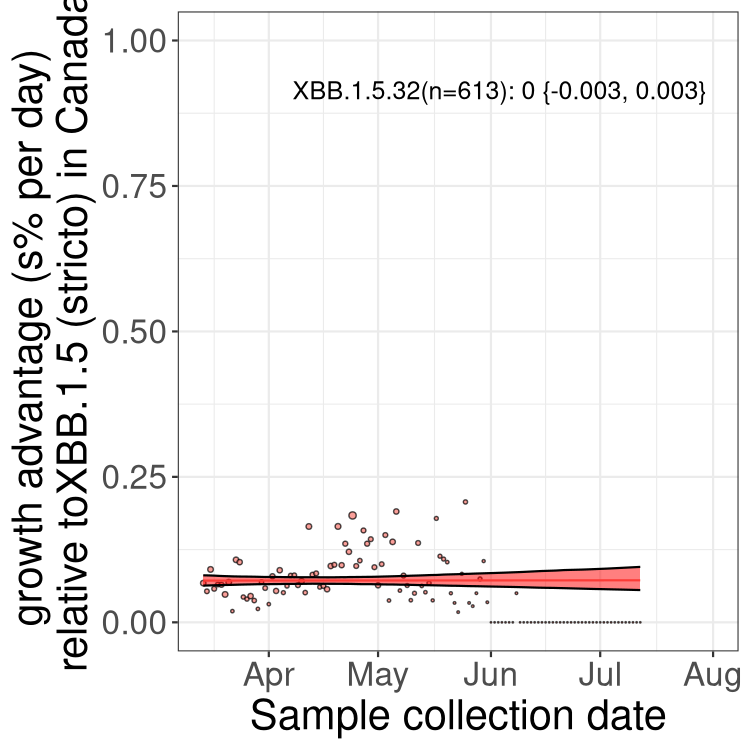 growth advantage (s% per day)
relative toXBB.1.5 (stricto) in Canada
1.00
0.75
0.50
0.25
0.00
XBB.1.5.32(n=613): 0 {-0.003, 0.003}
Apr
May
Jun
Jul
Aug
Sample collection date